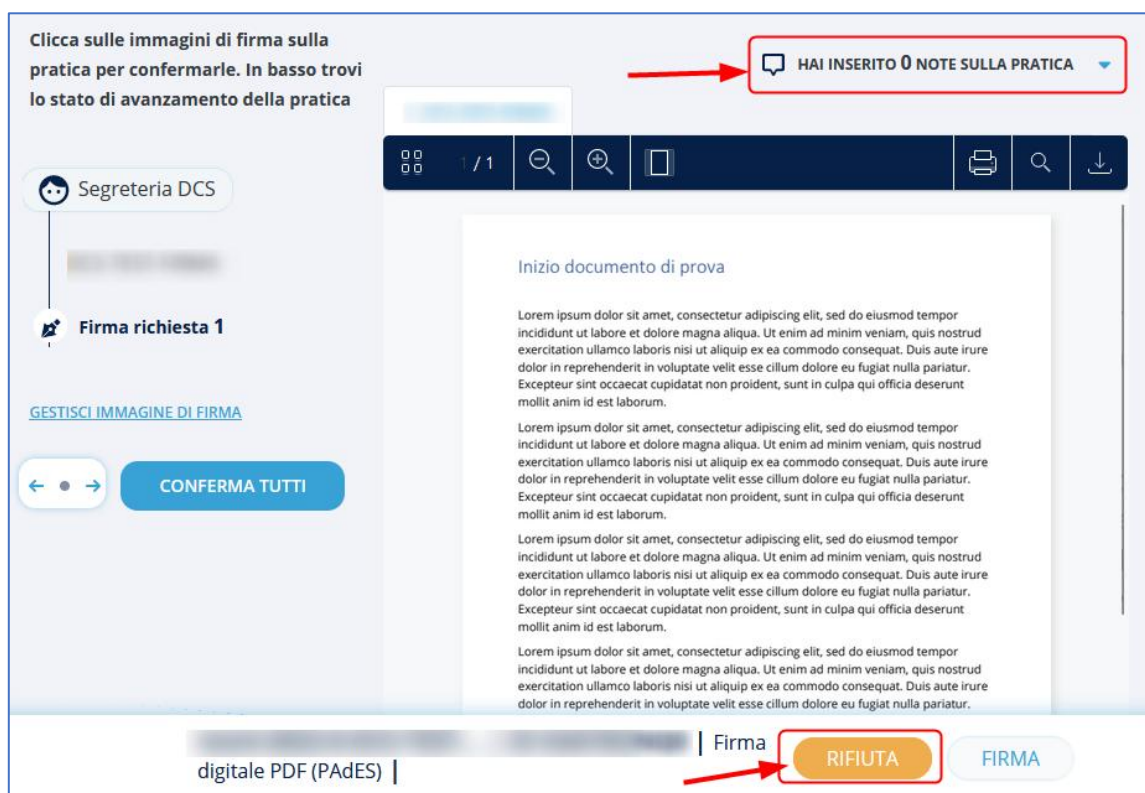 Clicca sulle immagini di firma sulla
pratica per confermarle. In basso trovi
lo stato di avanzamento della pratica
HAI INSERITO 0 NOTE SULLA PRATICA
1 / 1
Segreteria DCS
Firma richiesta 1
GESTISCI IMMAGINE DI FIRMA
CONFERMA TUTTI
Inizio documento di prova
Lorem ipsum dolor sit amet, consectetur adipiscing elit, sed do eiusmod tempor
incididunt ut labore et dolore magna aliqua. Ut enim ad minim veniam, quis nostrud
exercitation ullamco laboris nisi ut aliquip ex ea commodo consequat. Duis aute irure
dolor in reprehenderit in voluptate velit esse cillum dolore eu fugiat nulla pariatur.
Excepteur sint occaecat cupidatat non proident, sunt in culpa qui officia deserunt
mollit anim id est laborum.
Lorem ipsum dolor sit amet, consectetur adipiscing elit, sed do eiusmod tempor
incididunt ut labore et dolore magna aliqua. Ut enim ad minim veniam, quis nostrud
exercitation ullamco laboris nisi ut aliquip ex ea commodo consequat. Duis aute irure
dolor in reprehenderit in voluptate velit esse cillum dolore eu fugiat nulla pariatur.
Excepteur sint occaecat cupidatat non proident, sunt in culpa qui officia deserunt
mollit anim id est laborum.
Lorem ipsum dolor sit amet, consectetur adipiscing elit, sed do eiusmod tempor
incididunt ut labore et dolore magna aliqua. Ut enim ad minim veniam, quis nostrud
exercitation ullamco laboris nisi ut aliquip ex ea commodo consequat. Duis aute irure
dolor in reprehenderit in voluptate velit esse cillum dolore eu fugiat nulla pariatur.
Excepteur sint occaecat cupidatat non proident, sunt in culpa qui officia deserunt
mollit anim id est laborum.
Lorem ipsum dolor sit amet, consectetur adipiscing elit, sed do eiusmod tempor
incididunt ut labore et dolore magna aliqua. Ut enim ad minim veniam, quis nostrud
exercitation ullamco laboris nisi ut aliquip ex ea commodo consequat. Duis aute irure
dolor in reprehenderit in voluptate velit esse cillum dolore eu fugiat nulla pariatur.
| Firma
digitale PDF (PAdES) |
RIFIUTA
FIRMA